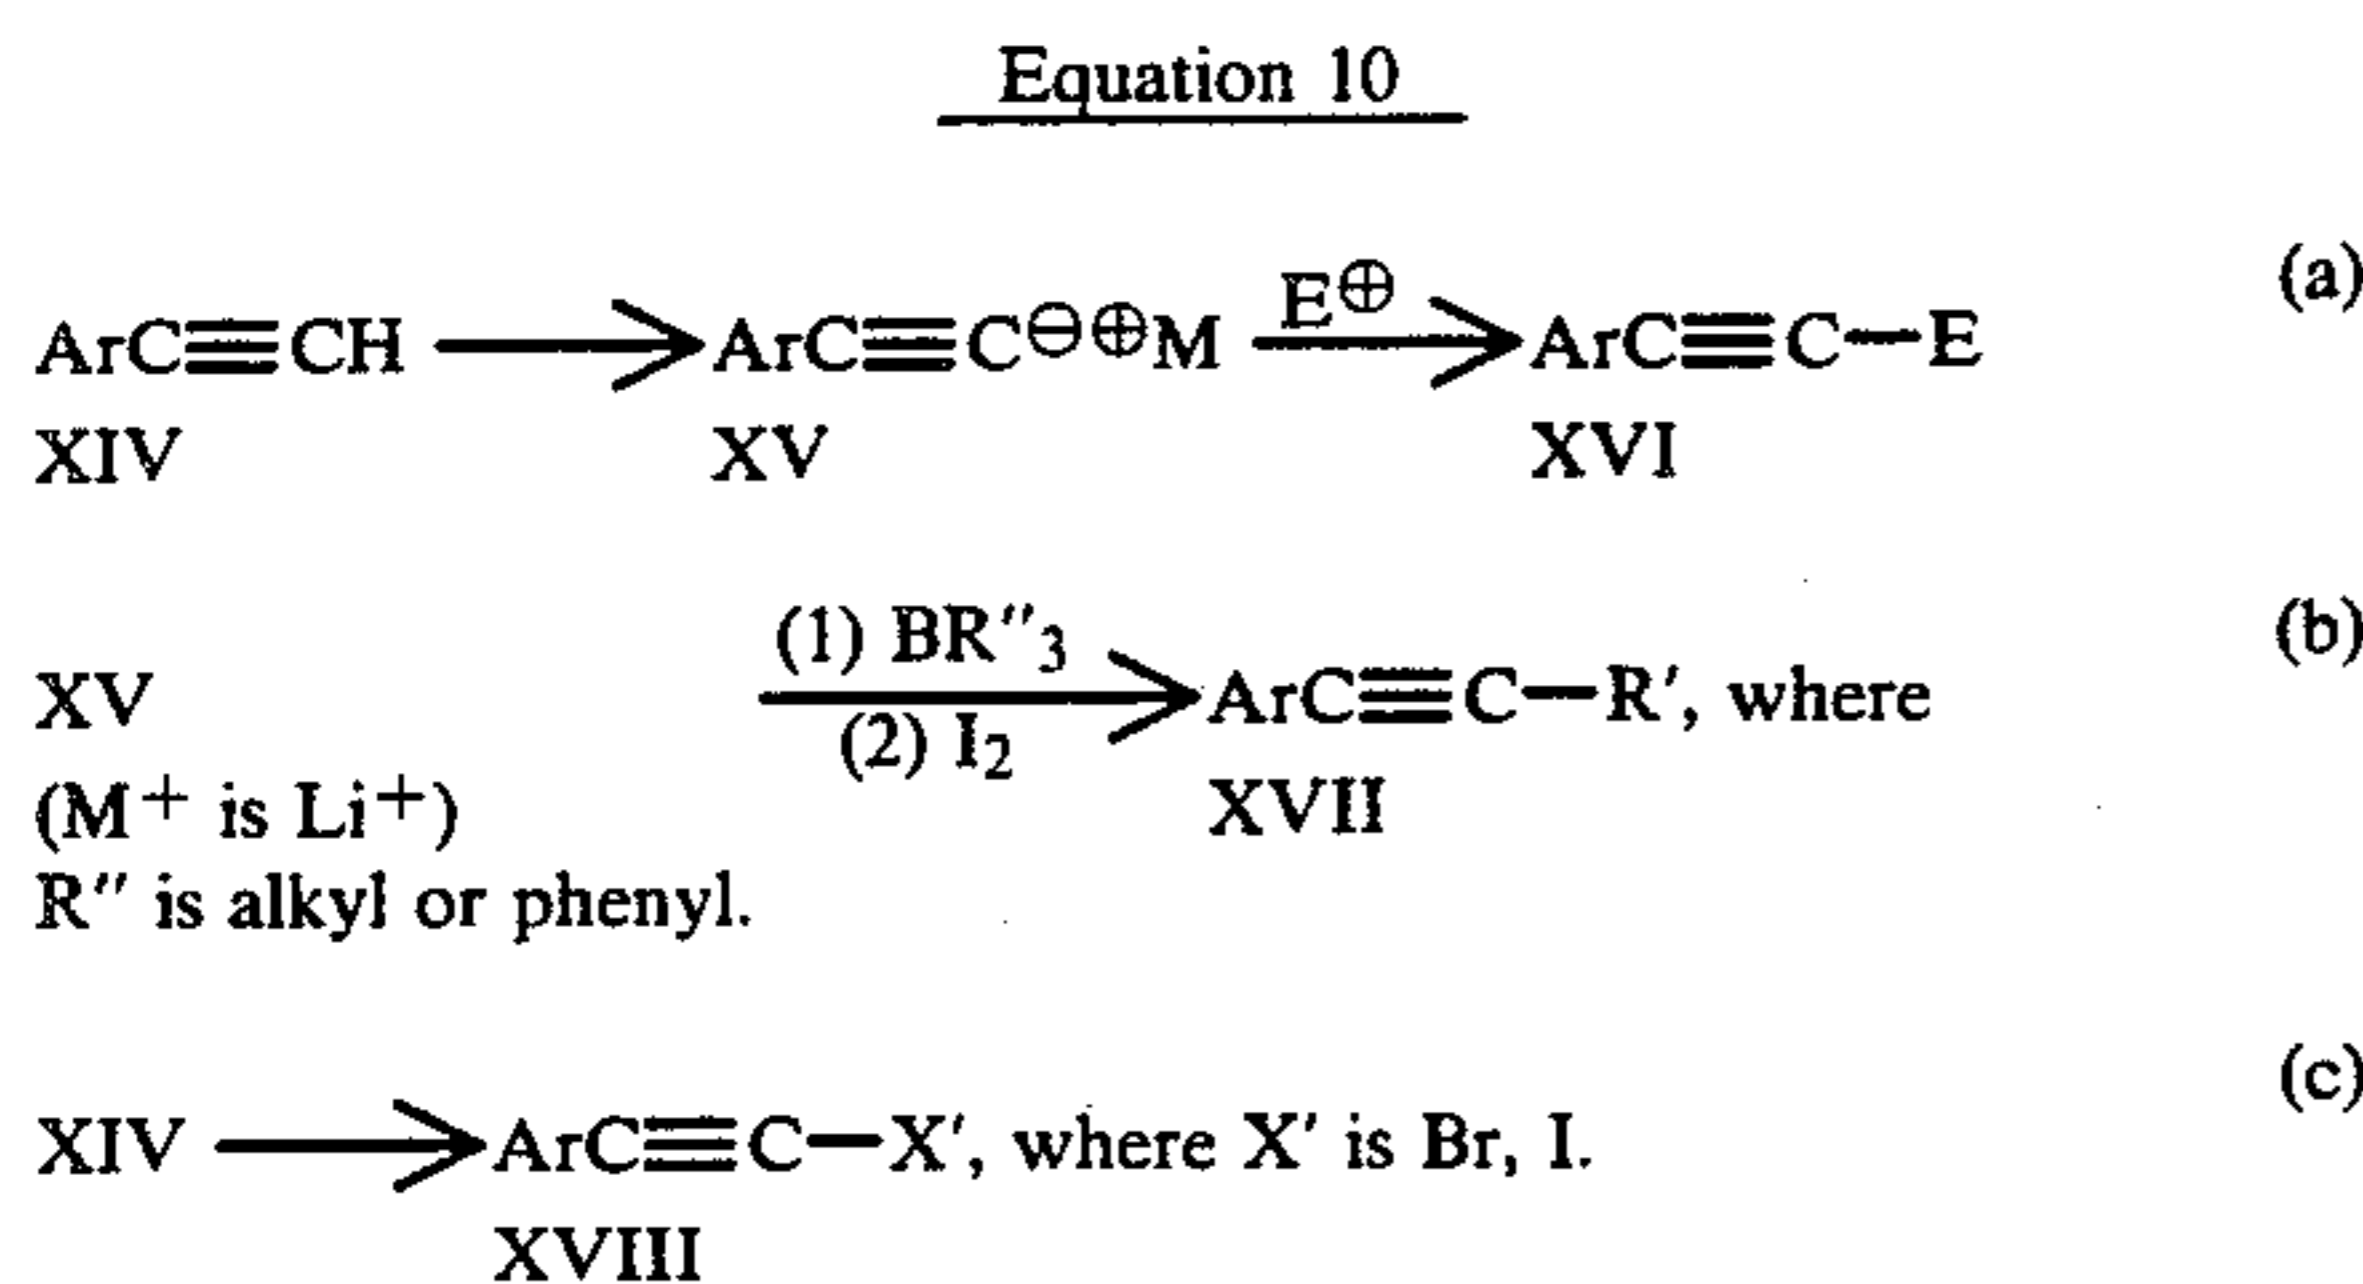 Equation 10
(a)
ArC≡CH ⟶ ArC≡C⊖⊕M ⟶ E⊕ ArC≡C—E
XIV XV XVI
(b)
(1) BR″3
XV ⟶ ArC≡C—R′, where
(2) I2
(M+ is Li+) XVII
R″ is alkyl or phenyl.
(c)
XIV ⟶ ArC≡C—X′, where X′ is Br, I.
XVIII